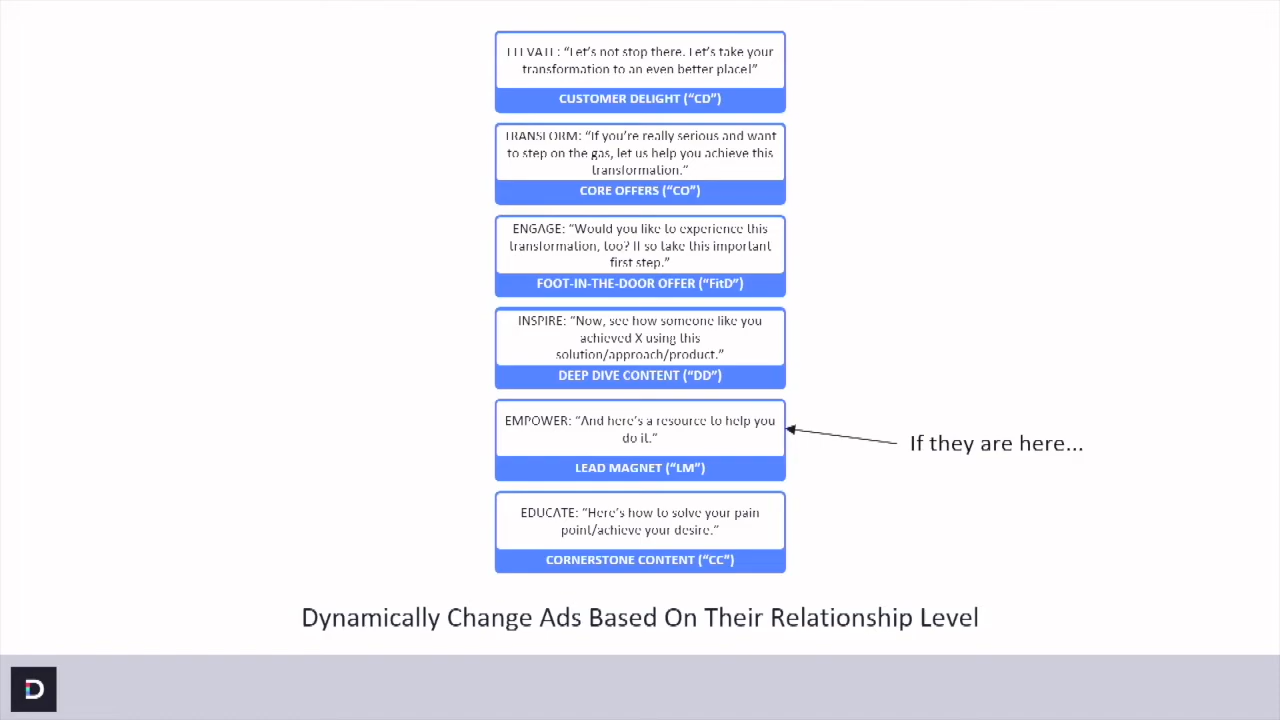 ELEVATE: “Let’s not stop there. Let’s take your
transformation to an even better place!”
CUSTOMER DELIGHT (“CD”)
TRANSFORM: “If you’re really serious and want
to step on the gas, let us help you achieve this
transformation.”
CORE OFFERS (“CO”)
ENGAGE: “Would you like to experience this
transformation, too? If so take this important
first step.”
FOOT-IN-THE-DOOR OFFER (“FitD”)
INSPIRE: “Now, see how someone like you
achieved X using this
solution/approach/product.”
DEEP DIVE CONTENT (“DD”)
EMPOWER: “And here’s a resource to help you
do it.”
LEAD MAGNET (“LM”)
If they are here...
EDUCATE: “Here’s how to solve your pain
point/achieve your desire.”
CORNERSTONE CONTENT (“CC”)
Dynamically Change Ads Based On Their Relationship Level
D